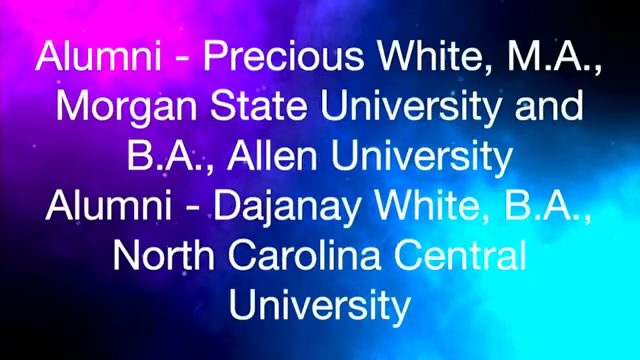 Alumni - Precious White, M.A.,
Morgan State University and
B.A., Allen University
Alumni - Dajanay White, B.A.,
North Carolina Central
University